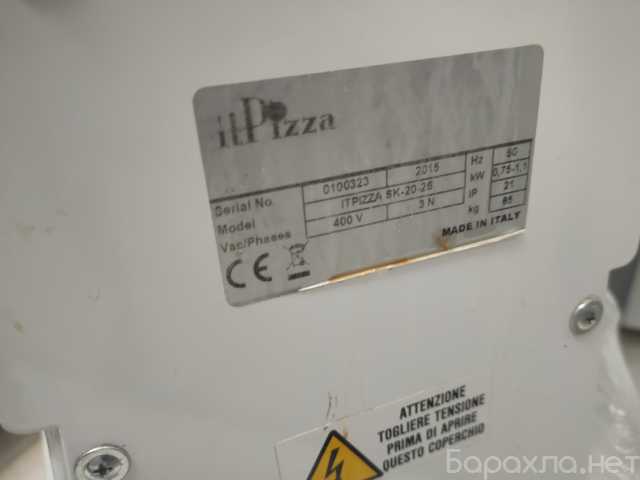 itPizza
Serial No. 0100323 2015 Hz 50
Model ITPIZZA SK-20-2S kW 0,75-1,1
Vac/Phases 400 V 3 N IP 21
kg 85
CE MADE IN ITALY
ATTENZIONE
TOGLIERE TENSIONE
PRIMA DI APRIRE
QUESTO COPERCHIO
Барахла.нет